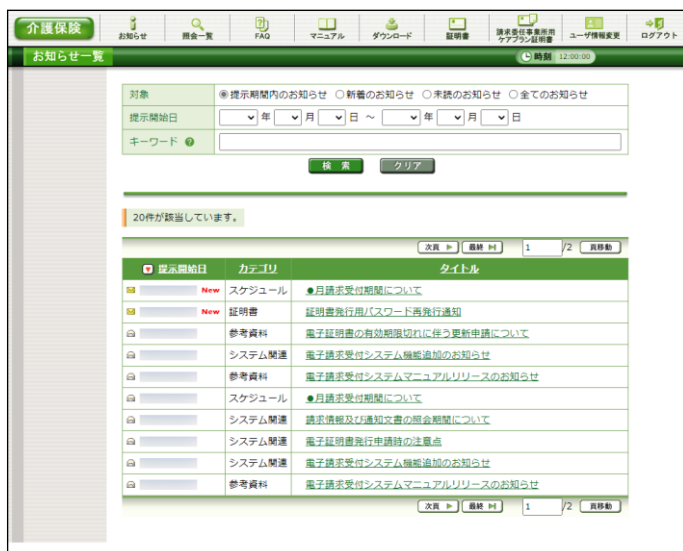 介護保険
お知らせ
照会一覧
FAQ
マニュアル
ダウンロード
証明書
請求委任事業所用
ケアプラン証明書
ユーザ情報変更
ログアウト
お知らせ一覧
時刻 12:00:00
対象 提示期間内のお知らせ 新着のお知らせ 未読のお知らせ 全てのお知らせ
提示開始日 年 月 日 ～ 年 月 日
キーワード ?
検 索 クリア
20件が該当しています。
次頁 最終 1 /2 頁移動
提示開始日 カテゴリ タイトル
New スケジュール ●月請求受付期間について
New 証明書 証明書発行用パスワード再発行通知
参考資料 電子証明書の有効期限切れに伴う更新申請について
システム関連 電子請求受付システム機能追加のお知らせ
参考資料 電子請求受付システムマニュアルリリースのお知らせ
スケジュール ●月請求受付期間について
システム関連 請求情報及び通知文書の照会期間について
システム関連 電子証明書発行申請時の注意点
システム関連 電子請求受付システム機能追加のお知らせ
参考資料 電子請求受付システムマニュアルリリースのお知らせ
次頁 最終 1 /2 頁移動